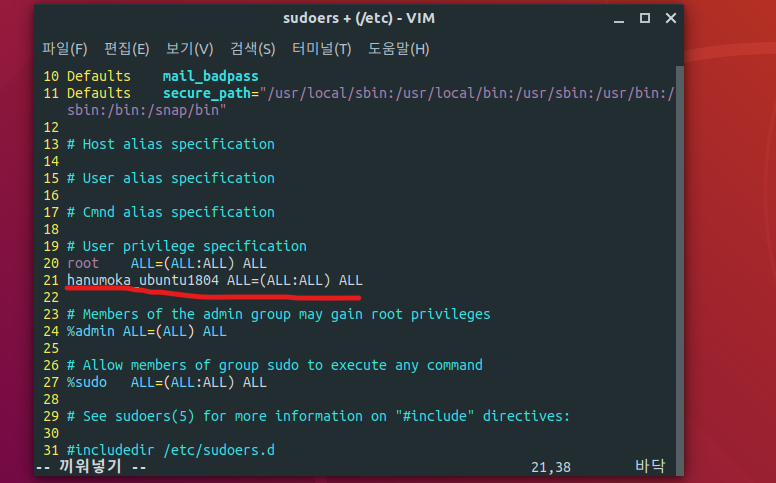 sudoers + (/etc) - VIM
파일(F) 편집(E) 보기(V) 검색(S) 터미널(T) 도움말(H)
10 Defaults    mail_badpass
11 Defaults    secure_path="/usr/local/sbin:/usr/local/bin:/usr/sbin:/usr/bin:/
sbin:/bin:/snap/bin"
12
13 # Host alias specification
14
15 # User alias specification
16
17 # Cmnd alias specification
18
19 # User privilege specification
20 root    ALL=(ALL:ALL) ALL
21 hanumoka_ubuntu1804 ALL=(ALL:ALL) ALL
22
23 # Members of the admin group may gain root privileges
24 %admin ALL=(ALL) ALL
25
26 # Allow members of group sudo to execute any command
27 %sudo   ALL=(ALL:ALL) ALL
28
29 # See sudoers(5) for more information on "#include" directives:
30
31 #includedir /etc/sudoers.d
-- 끼워넣기 -- 21,38 바닥